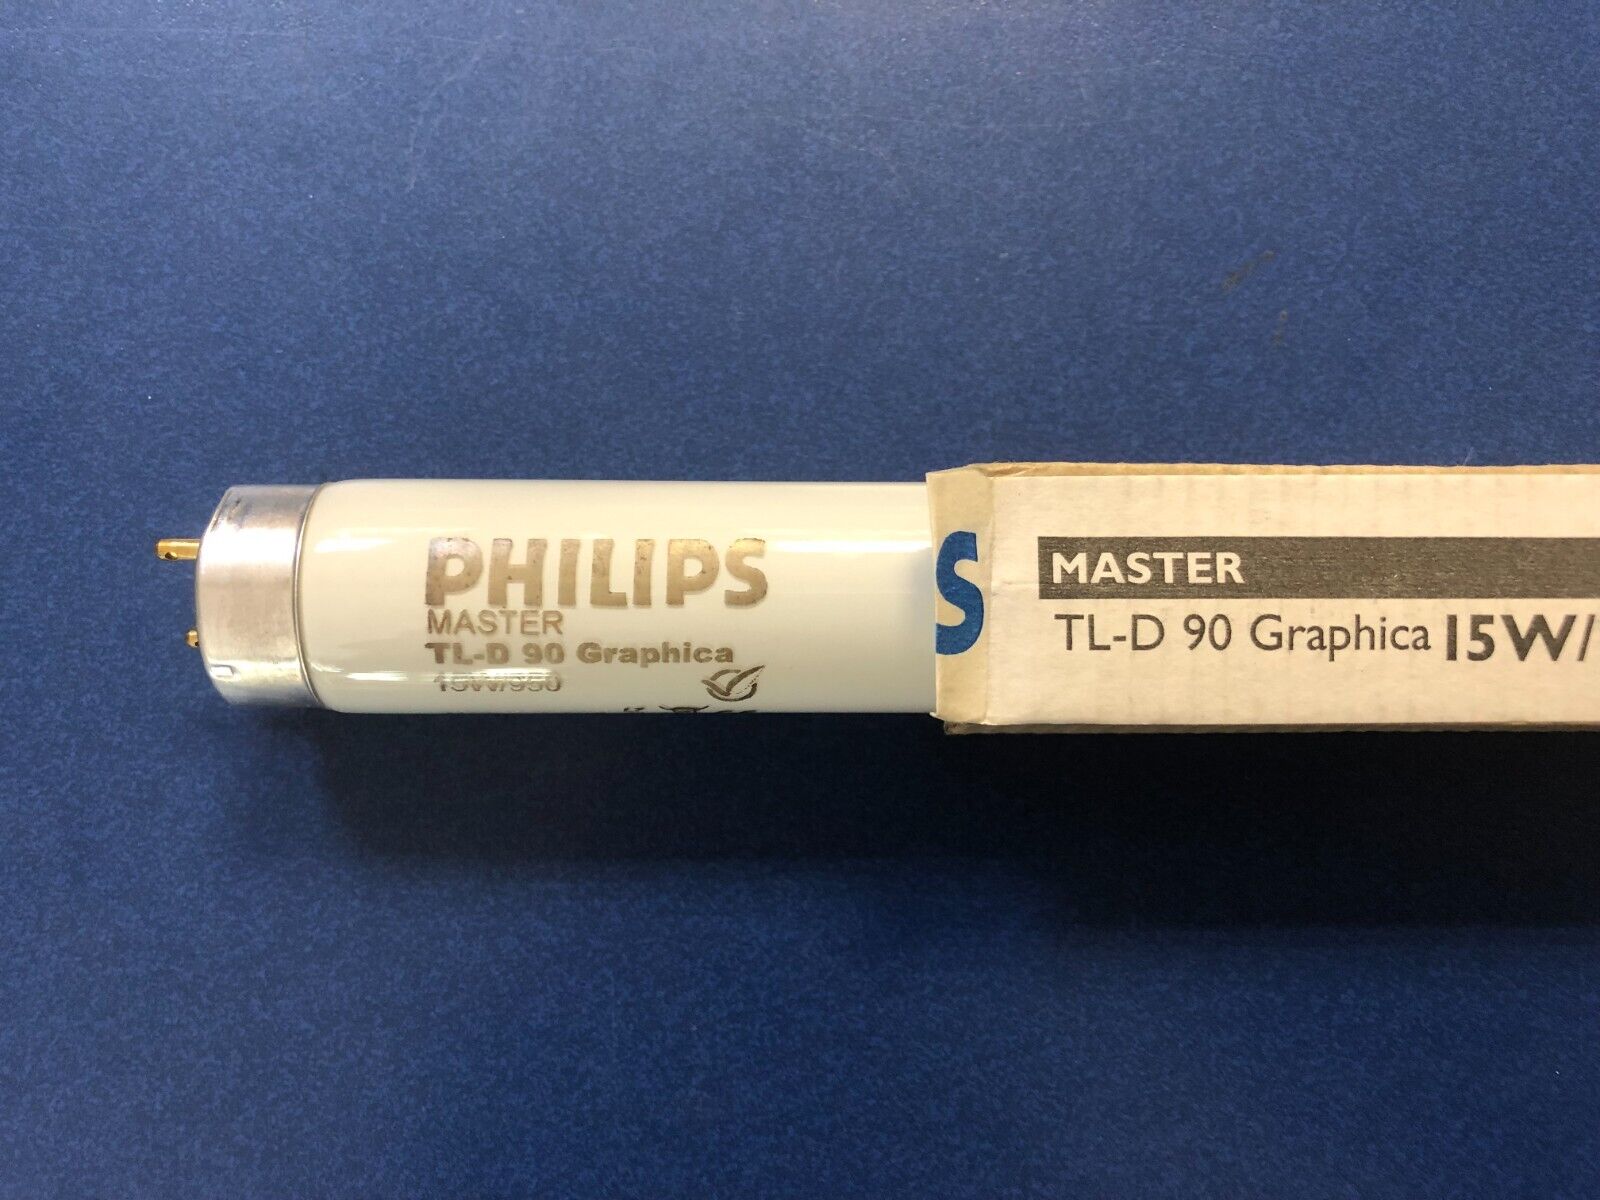 PHILIPS
MASTER
TL-D 90 Graphica
15W/950
S
MASTER
TL-D 90 Graphica 15W/